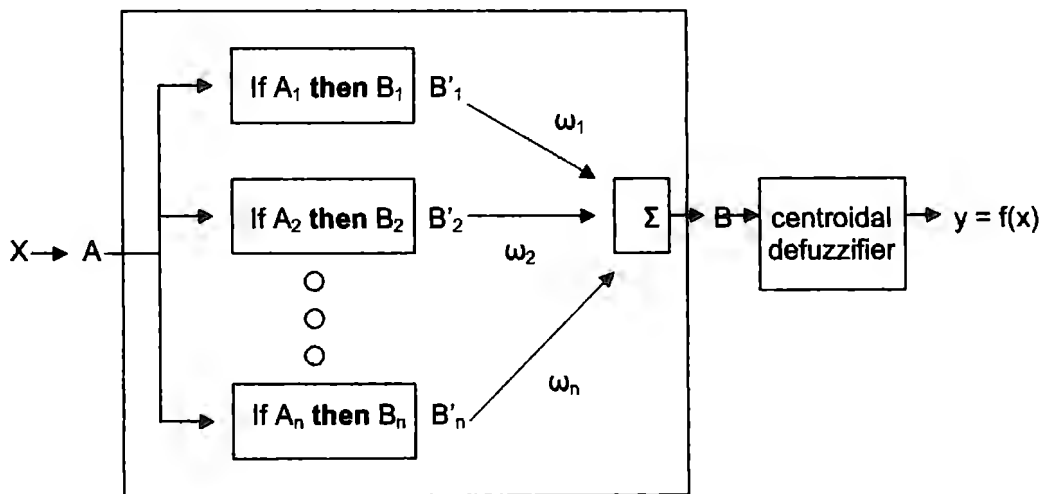 If A₁ then B₁ B'₁
ω₁
If A₂ then B₂ B'₂
ω₂
X A
Σ B
centroidal
defuzzifier
y = f(x)
ωₙ
If Aₙ then Bₙ B'ₙ